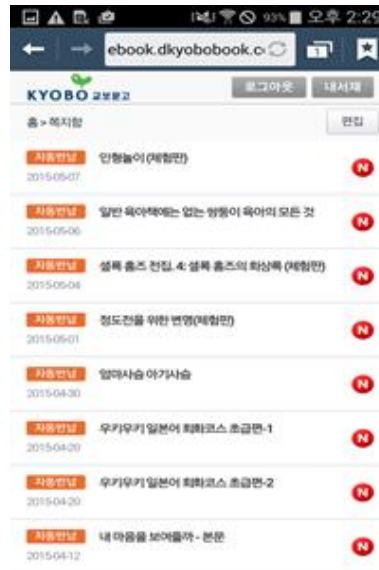 93% 오후 2:29
ebook.dkyobobook.c
1
KYOBO 교보문고
로그아웃 내서재
홈 > 쪽지함
편집
자동반납 인형놀이 (체험판)
2015-05-07
N
자동반납 일반 육아책에는 없는 쌍둥이 육아의 모든 것
2015-05-06
N
자동반납 셜록 홈즈 전집. 4: 셜록 홈즈의 회상록 (체험판)
2015-05-04
N
자동반납 정도전을 위한 변명(체험판)
2015-05-01
N
자동반납 엄마사슴 아기사슴
2015-04-30
N
자동반납 우키우키 일본어 회화코스 초급편-1
2015-04-20
N
자동반납 우키우키 일본어 회화코스 초급편-2
2015-04-20
N
자동반납 내 마음을 보여줄까 - 본문
2015-04-12
N